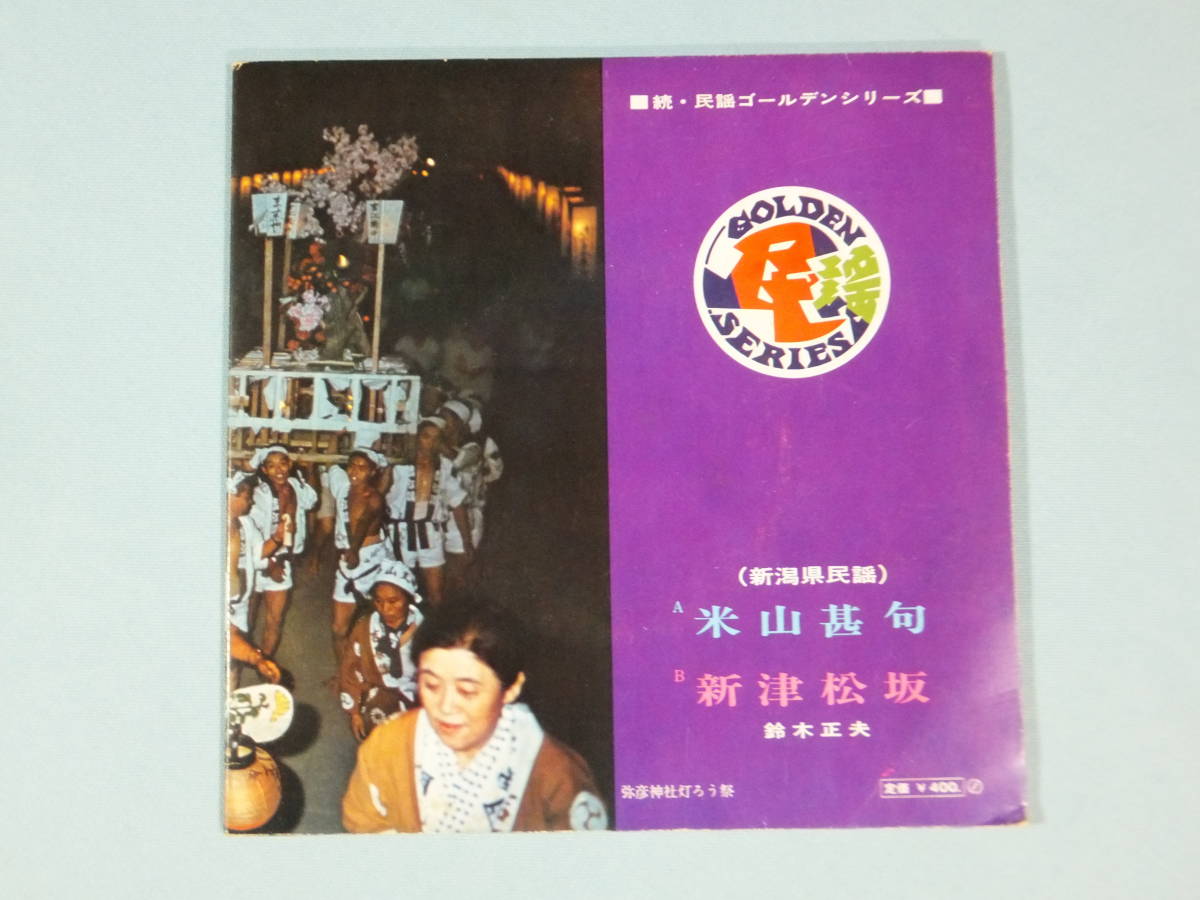 ■続・民謡ゴールデンシリーズ■
GOLDEN
民謡
SERIES
(新潟県民謡)
A 米山甚句
B 新津松坂
鈴木正夫
弥彦神社灯ろう祭
定価 ¥400.